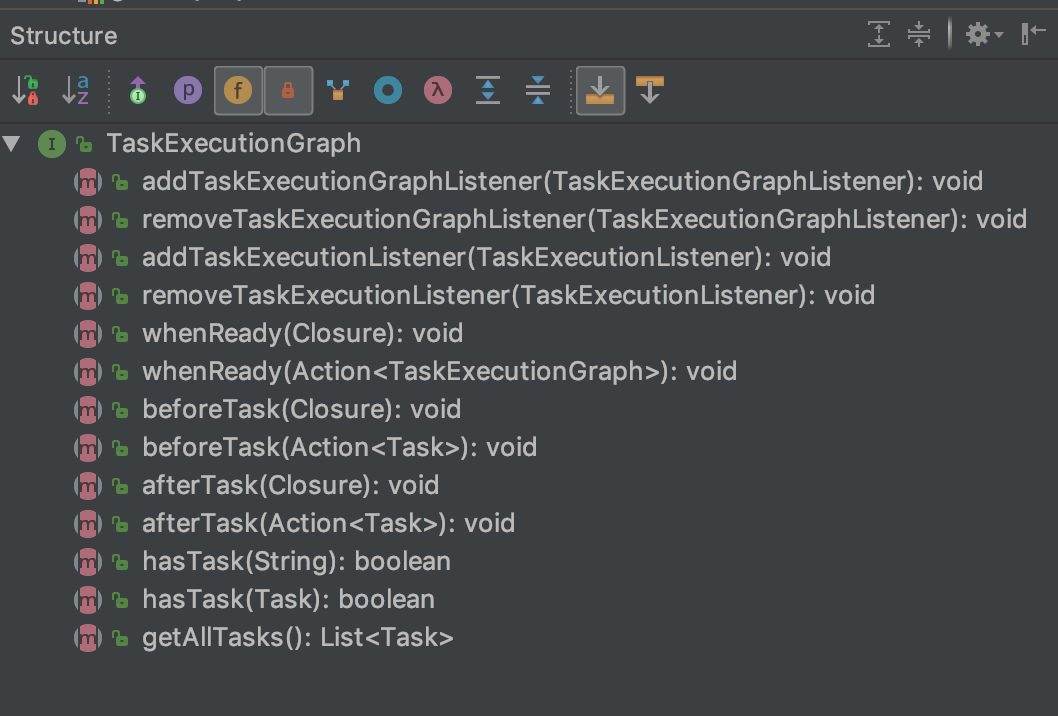 Structure
TaskExecutionGraph
addTaskExecutionGraphListener(TaskExecutionGraphListener): void
removeTaskExecutionGraphListener(TaskExecutionGraphListener): void
addTaskExecutionListener(TaskExecutionListener): void
removeTaskExecutionListener(TaskExecutionListener): void
whenReady(Closure): void
whenReady(Action<TaskExecutionGraph>): void
beforeTask(Closure): void
beforeTask(Action<Task>): void
afterTask(Closure): void
afterTask(Action<Task>): void
hasTask(String): boolean
hasTask(Task): boolean
getAllTasks(): List<Task>